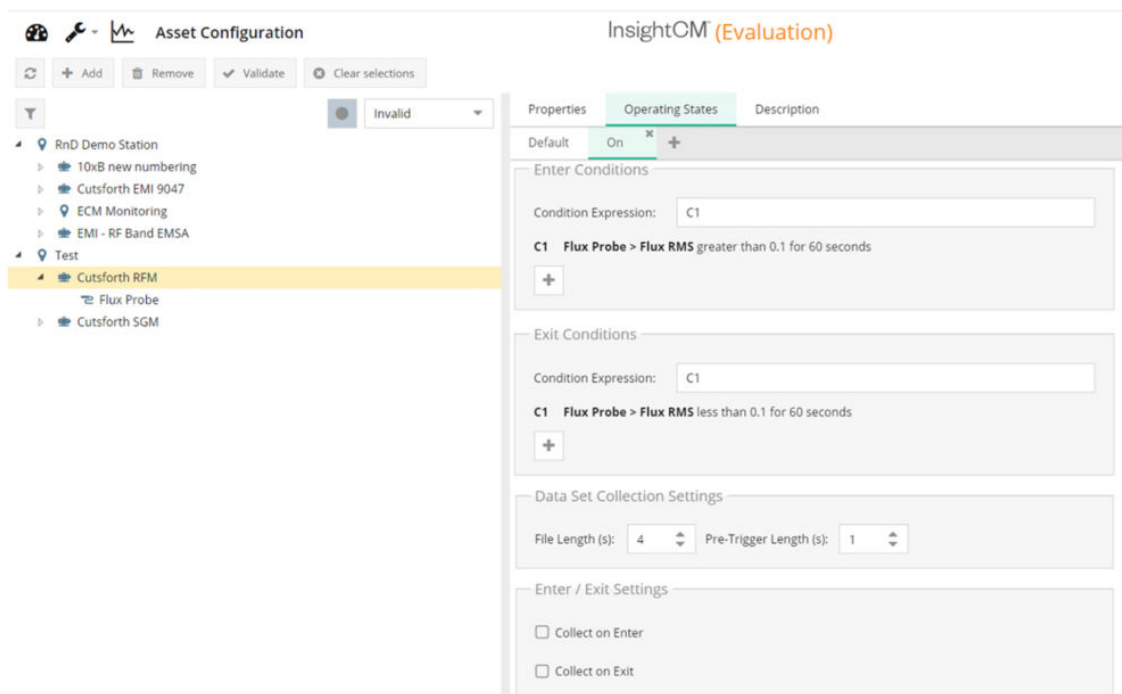 Asset Configuration
InsightCM™ (Evaluation)
Add Remove Validate Clear selections
Invalid
RnD Demo Station
10xB new numbering
Cutsforth EMI 9047
ECM Monitoring
EMI - RF Band EMSA
Test
Cutsforth RFM
Flux Probe
Cutsforth SGM
Properties Operating States Description
Default On
Enter Conditions
Condition Expression: C1
C1 Flux Probe > Flux RMS greater than 0.1 for 60 seconds
Exit Conditions
Condition Expression: C1
C1 Flux Probe > Flux RMS less than 0.1 for 60 seconds
Data Set Collection Settings
File Length (s): 4 Pre-Trigger Length (s): 1
Enter / Exit Settings
Collect on Enter
Collect on Exit